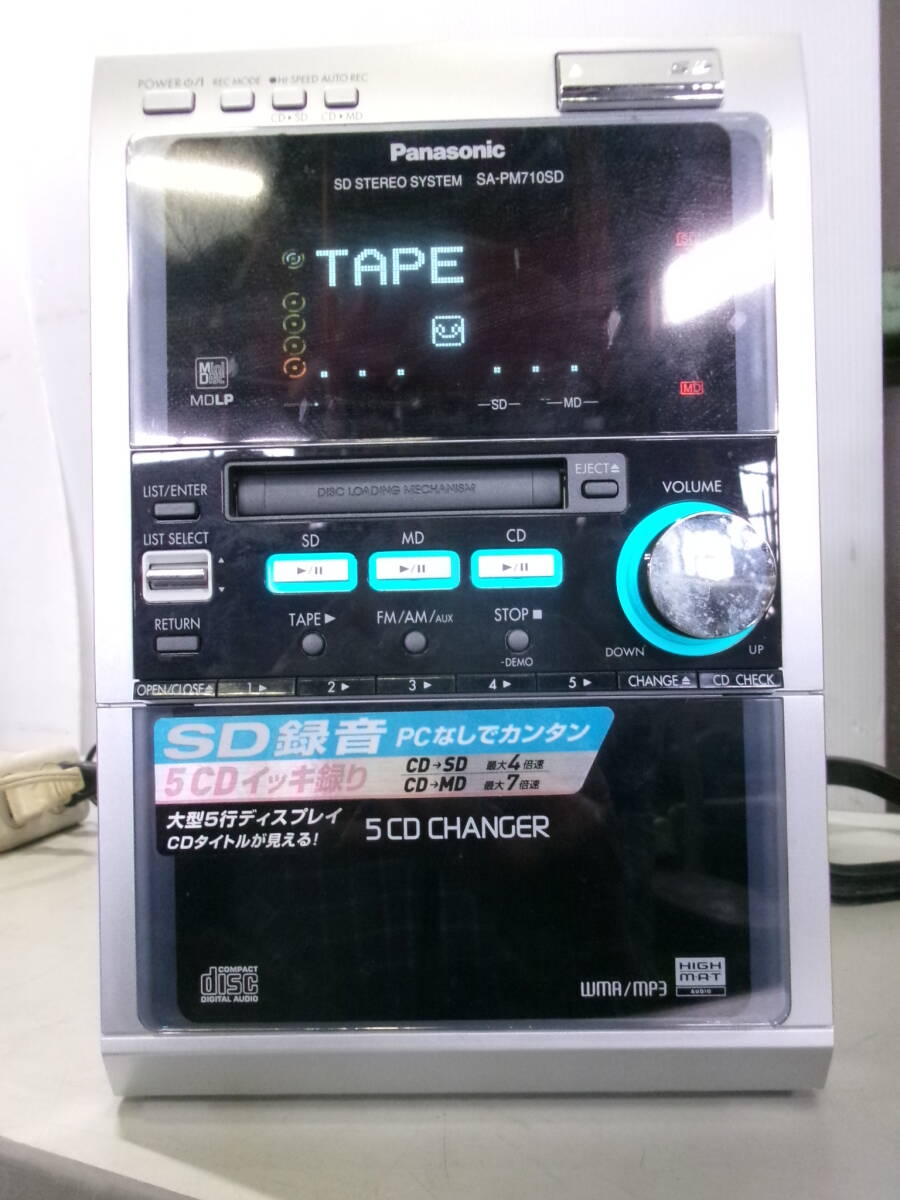 POWER ⏻/I REC MODE ●HI-SPEED AUTO REC
CD▸SD CD▸MD
Panasonic
SD STEREO SYSTEM SA-PM710SD
TAPE
Mini Disc
MDLP
SD MD
MD
EJECT⏏
DISC LOADING MECHANISM
VOLUME
LIST/ENTER
LIST SELECT
SD MD CD
►/II ►/II ►/II
RETURN
TAPE► FM/AM/AUX STOP■
-DEMO
DOWN UP
OPEN/CLOSE⏏ 1► 2► 3► 4► 5► CHANGE⏏ CD CHECK
SD録音 PCなしでカンタン
5CDイッキ録り
CD→SD 最大4倍速
CD→MD 最大7倍速
大型5行ディスプレイ
CDタイトルが見える!
5 CD CHANGER
COMPACT
disc
DIGITAL AUDIO
WMA/MP3
HIGH
M·AT
AUDIO